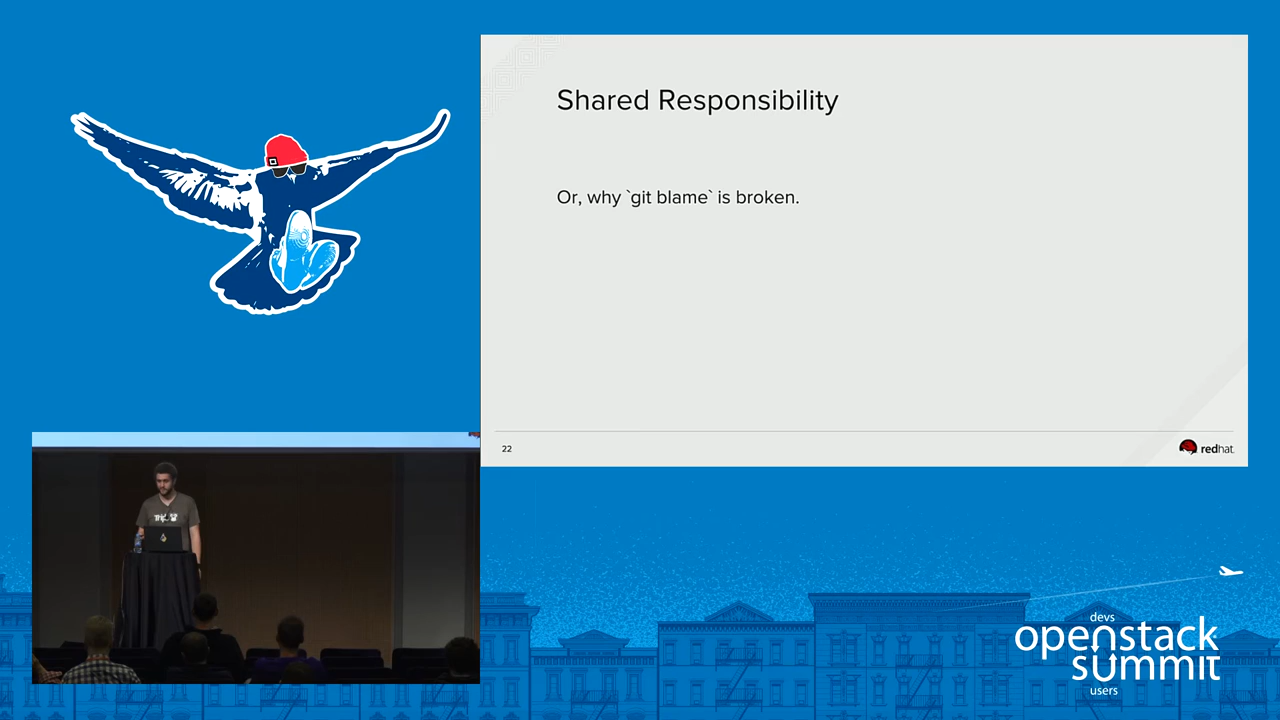 Shared Responsibility
Or, why `git blame` is broken.
22
redhat.
devs
openstack
summit
users